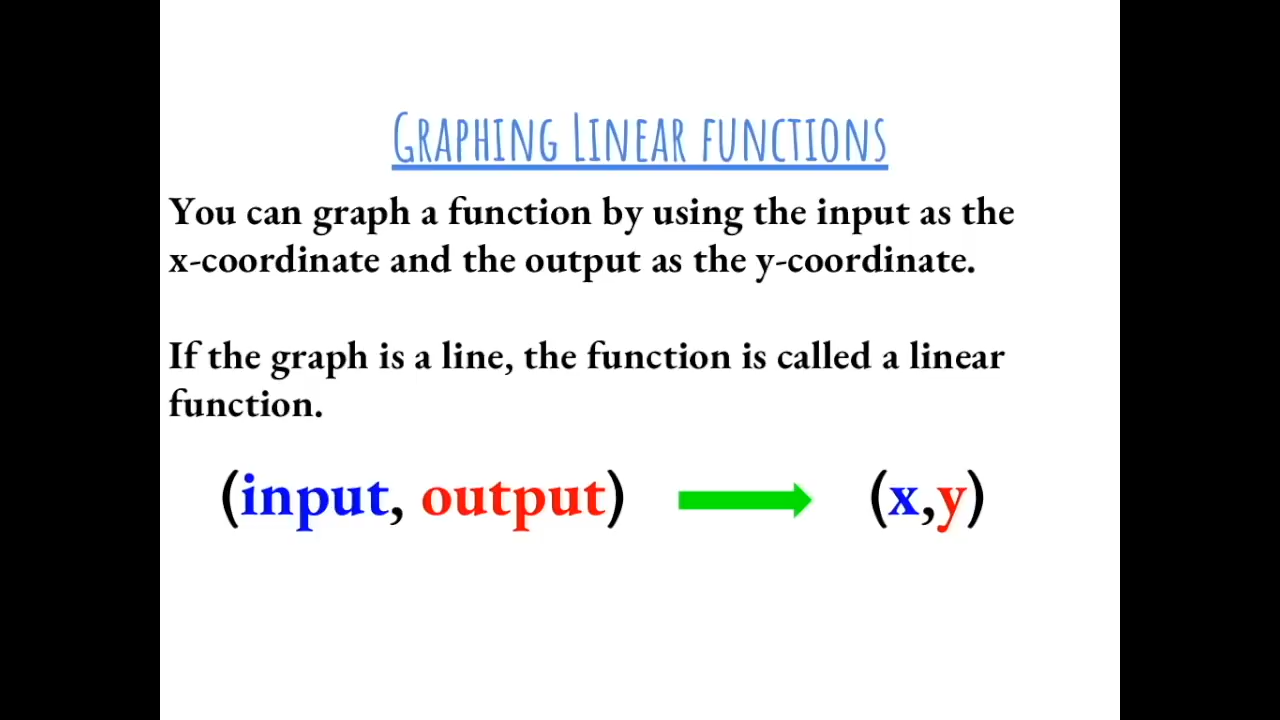 GRAPHING LINEAR FUNCTIONS
You can graph a function by using the input as the
x-coordinate and the output as the y-coordinate.
If the graph is a line, the function is called a linear
function.
(input, output) (x,y)